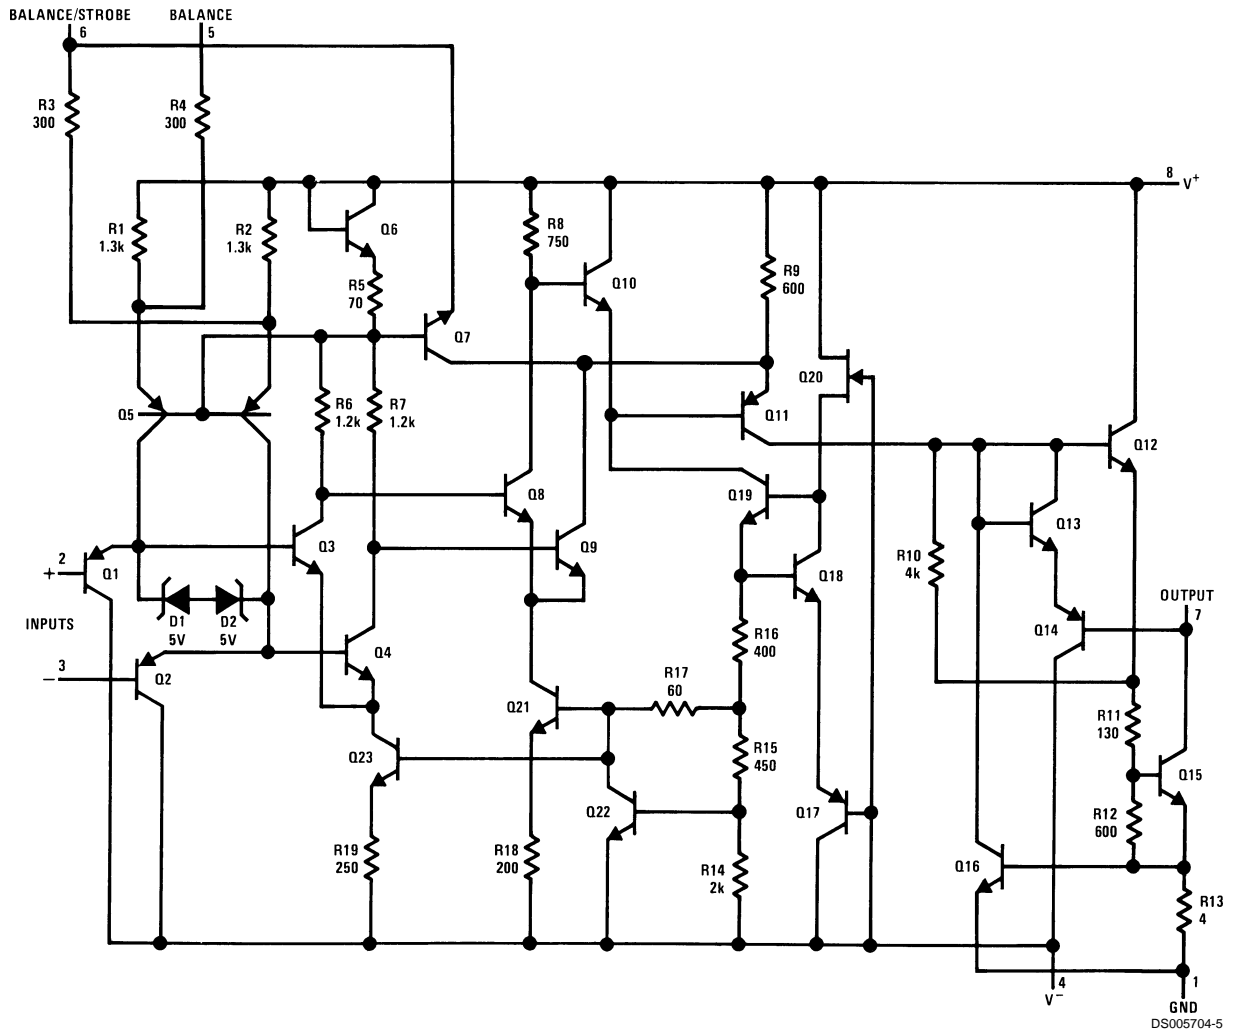 BALANCE/STROBE
6
BALANCE
5
R3
300
R4
300
8
V+
R1
1.3k
R2
1.3k
Q6
R5
70
R8
750
Q10
R9
600
Q7
Q20
Q5
R6
1.2k
R7
1.2k
Q11
Q12
Q8
Q19
Q13
Q3
Q9
R10
4k
2
+
Q1
Q18
INPUTS
D1
5V
D2
5V
OUTPUT
7
Q14
R16
400
3
−
Q2
Q4
R17
60
Q21
R11
130
Q23
R15
450
Q15
Q22
Q17
R12
600
R19
250
R18
200
R14
2k
Q16
R13
4
4
V−
1
GND
DS005704-5